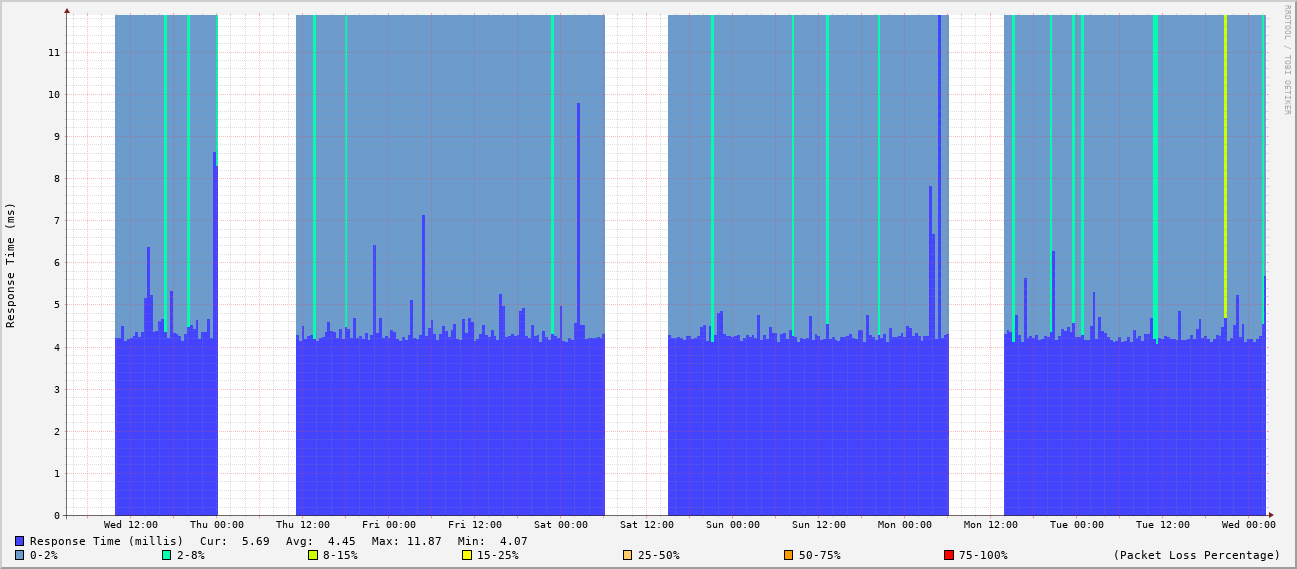 RRDTOOL / TOBI OETIKER
Response Time (ms)
11
10
9
8
7
6
5
4
3
2
1
0
Wed 12:00 Thu 00:00 Thu 12:00 Fri 00:00 Fri 12:00 Sat 00:00 Sat 12:00 Sun 00:00 Sun 12:00 Mon 00:00 Mon 12:00 Tue 00:00 Tue 12:00 Wed 00:00
Response Time (millis) Cur: 5.69 Avg: 4.45 Max: 11.87 Min: 4.07
0-2% 2-8% 8-15% 15-25% 25-50% 50-75% 75-100% (Packet Loss Percentage)